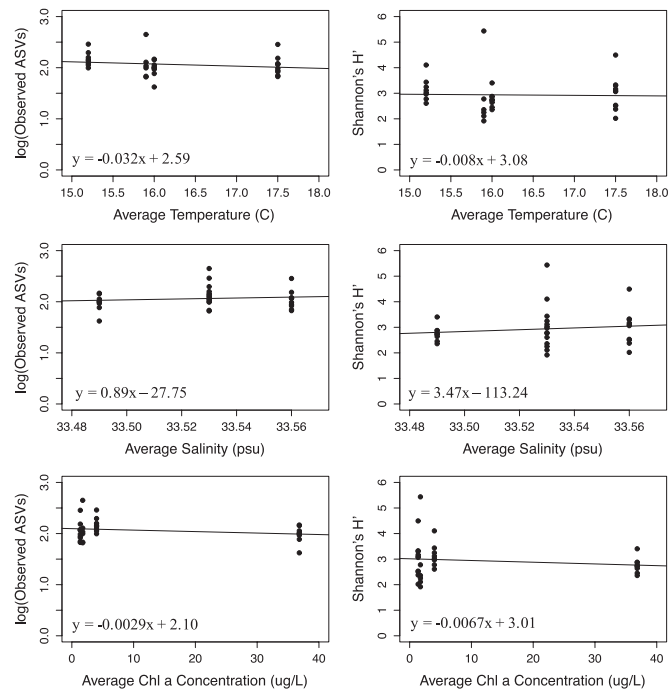 log(Observed ASVs)
3.0
2.0
1.0
0.0
y = -0.032x + 2.59
15.0 15.5 16.0 16.5 17.0 17.5 18.0
Average Temperature (C)
Shannon's H'
6
5
4
3
2
1
0
y = -0.008x + 3.08
15.0 15.5 16.0 16.5 17.0 17.5 18.0
Average Temperature (C)
log(Observed ASVs)
3.0
2.0
1.0
0.0
y = 0.89x − 27.75
33.48 33.50 33.52 33.54 33.56
Average Salinity (psu)
Shannon's H'
6
5
4
3
2
1
0
y = 3.47x − 113.24
33.48 33.50 33.52 33.54 33.56
Average Salinity (psu)
log(Observed ASVs)
3.0
2.0
1.0
0.0
y = -0.0029x + 2.10
0 10 20 30 40
Average Chl a Concentration (ug/L)
Shannon's H'
6
5
4
3
2
1
0
y = -0.0067x + 3.01
0 10 20 30 40
Average Chl a Concentration (ug/L)